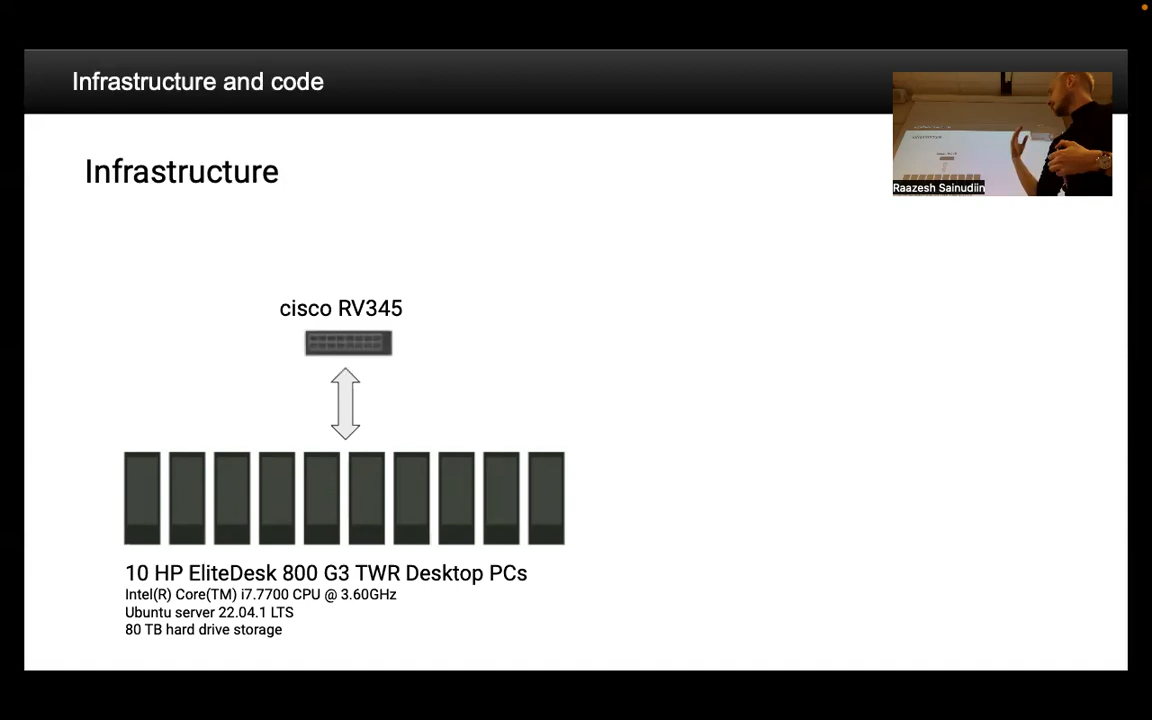 Infrastructure and code
Infrastructure
Raazesh Sainudiin
cisco RV345
10 HP EliteDesk 800 G3 TWR Desktop PCs
Intel(R) Core(TM) i7.7700 CPU @ 3.60GHz
Ubuntu server 22.04.1 LTS
80 TB hard drive storage